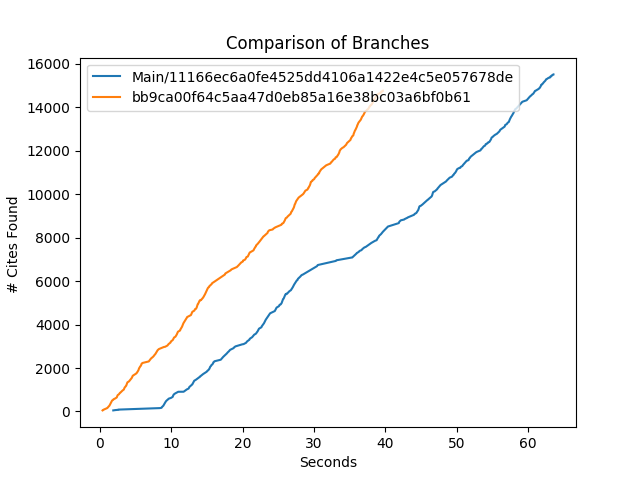 Comparison of Branches
Main/11166ec6a0fe4525dd4106a1422e4c5e057678de
bb9ca00f64c5aa47d0eb85a16e38bc03a6bf0b61
16000
14000
12000
10000
8000
6000
4000
2000
0
# Cites Found
0 10 20 30 40 50 60
Seconds